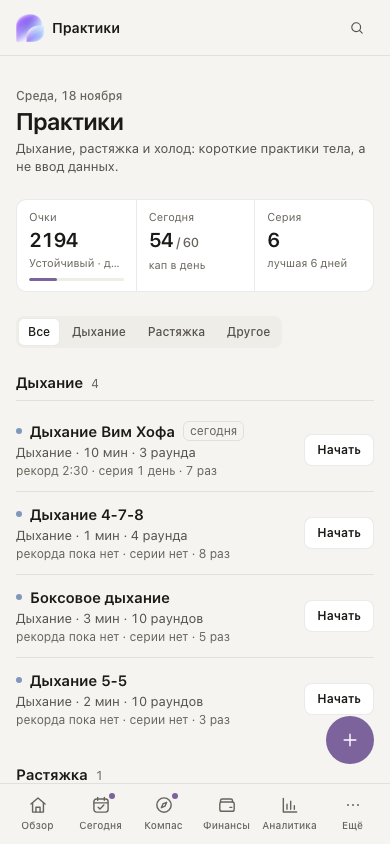 Практики
Среда, 18 ноября
Практики
Дыхание, растяжка и холод: короткие практики тела, а
не ввод данных.
Очки
2194
Устойчивый · д…
Сегодня
54 / 60
кап в день
Серия
6
лучшая 6 дней
Все Дыхание Растяжка Другое
Дыхание 4
Дыхание Вим Хофа сегодня
Дыхание · 10 мин · 3 раунда
рекорд 2:30 · серия 1 день · 7 раз
Начать
Дыхание 4-7-8
Дыхание · 1 мин · 4 раунда
рекорда пока нет · серии нет · 8 раз
Начать
Боксовое дыхание
Дыхание · 3 мин · 10 раундов
рекорда пока нет · серии нет · 5 раз
Начать
Дыхание 5-5
Дыхание · 2 мин · 10 раундов
рекорда пока нет · серии нет · 3 раз
Начать
Растяжка 1
Обзор Сегодня Компас Финансы Аналитика Ещё